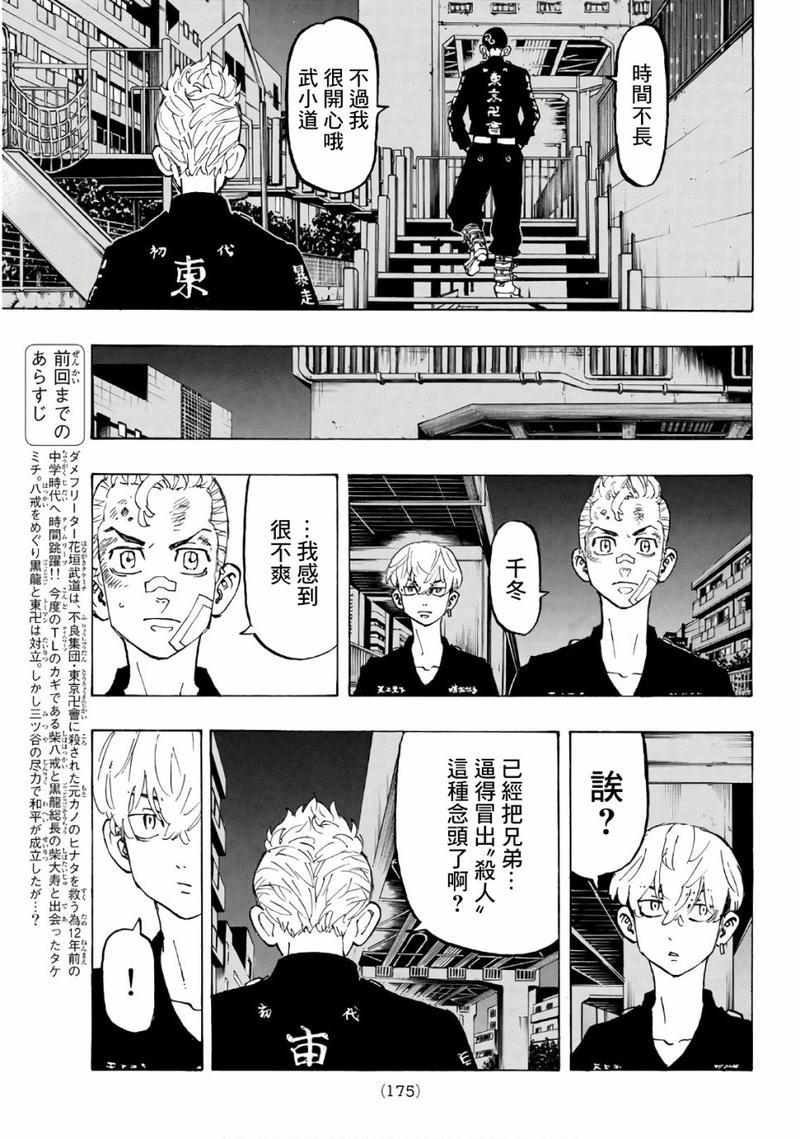 時間不長
不過我
很開心哦
武小道
東京卍會
初代
東
暴走
前回までの
あらすじ
ダメフリーター花垣武道は、不良集団・東京卍會に殺された元カノのヒナタを救う為12年前の
中学時代へ時間跳躍!! 今度のTLのカギである柴八戒と黒龍総長の柴大寿と出会ったタケ
ミチ。八戒をめぐり黒龍と東卍は対立。しかし三ツ谷の尽力で和平が成立したが…?
千冬
…我感到
很不爽
誒?
已經把兄弟…
逼得冒出"殺人"
這種念頭了啊?
初代
東
!
(175)